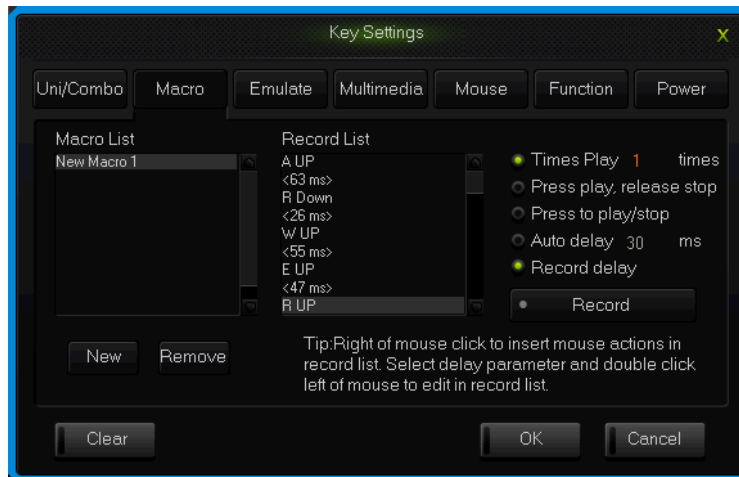 Key Settings
X
Uni/Combo
Macro
Emulate
Multimedia
Mouse
Function
Power
Macro List
New Macro 1
Record List
A UP
<63 ms>
R Down
<26 ms>
W UP
<55 ms>
E UP
<47 ms>
R UP
Times Play 1 times
Press play, release stop
Press to play/stop
Auto delay 30 ms
Record delay
Record
New
Remove
Tip:Right of mouse click to insert mouse actions in
record list. Select delay parameter and double click
left of mouse to edit in record list.
Clear
OK
Cancel